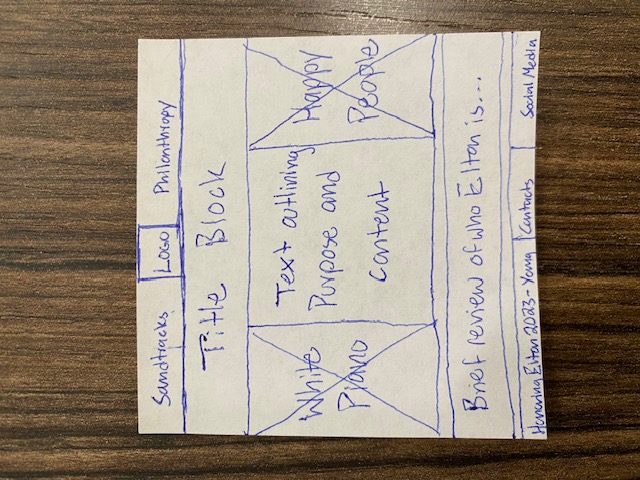 Sandtracks
LOGO
Philanthropy
Title Block
White
Piano
Text outlining
Purpose and
Content
Happy
People
Brief review of who Elton is...
Honoring Elton 2023 - Young
Contacts
Social Media